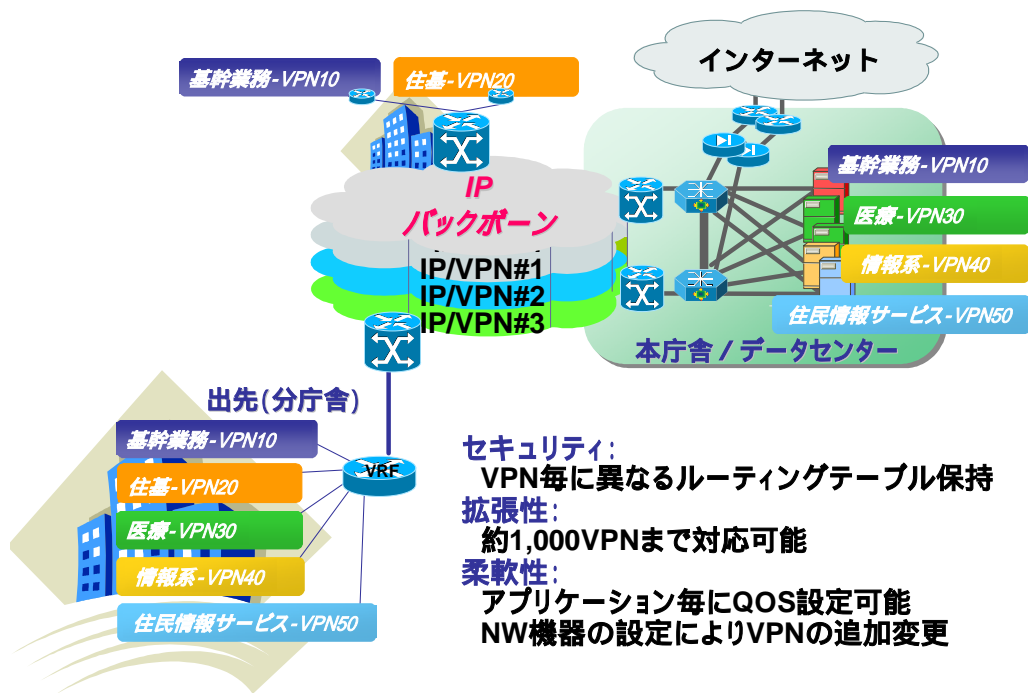 インターネット
基幹業務-VPN10
住基-VPN20
基幹業務-VPN10
医療-VPN30
情報系-VPN40
住民情報サービス-VPN50
本庁舎/データセンター
IP
バックボーン
IP/VPN#1
IP/VPN#2
IP/VPN#3
出先(分庁舎)
基幹業務-VPN10
住基-VPN20
医療-VPN30
情報系-VPN40
住民情報サービス-VPN50
VRF
セキュリティ:
VPN毎に異なるルーティングテーブル保持
拡張性:
約1,000VPNまで対応可能
柔軟性:
アプリケーション毎にQOS設定可能
NW機器の設定によりVPNの追加変更